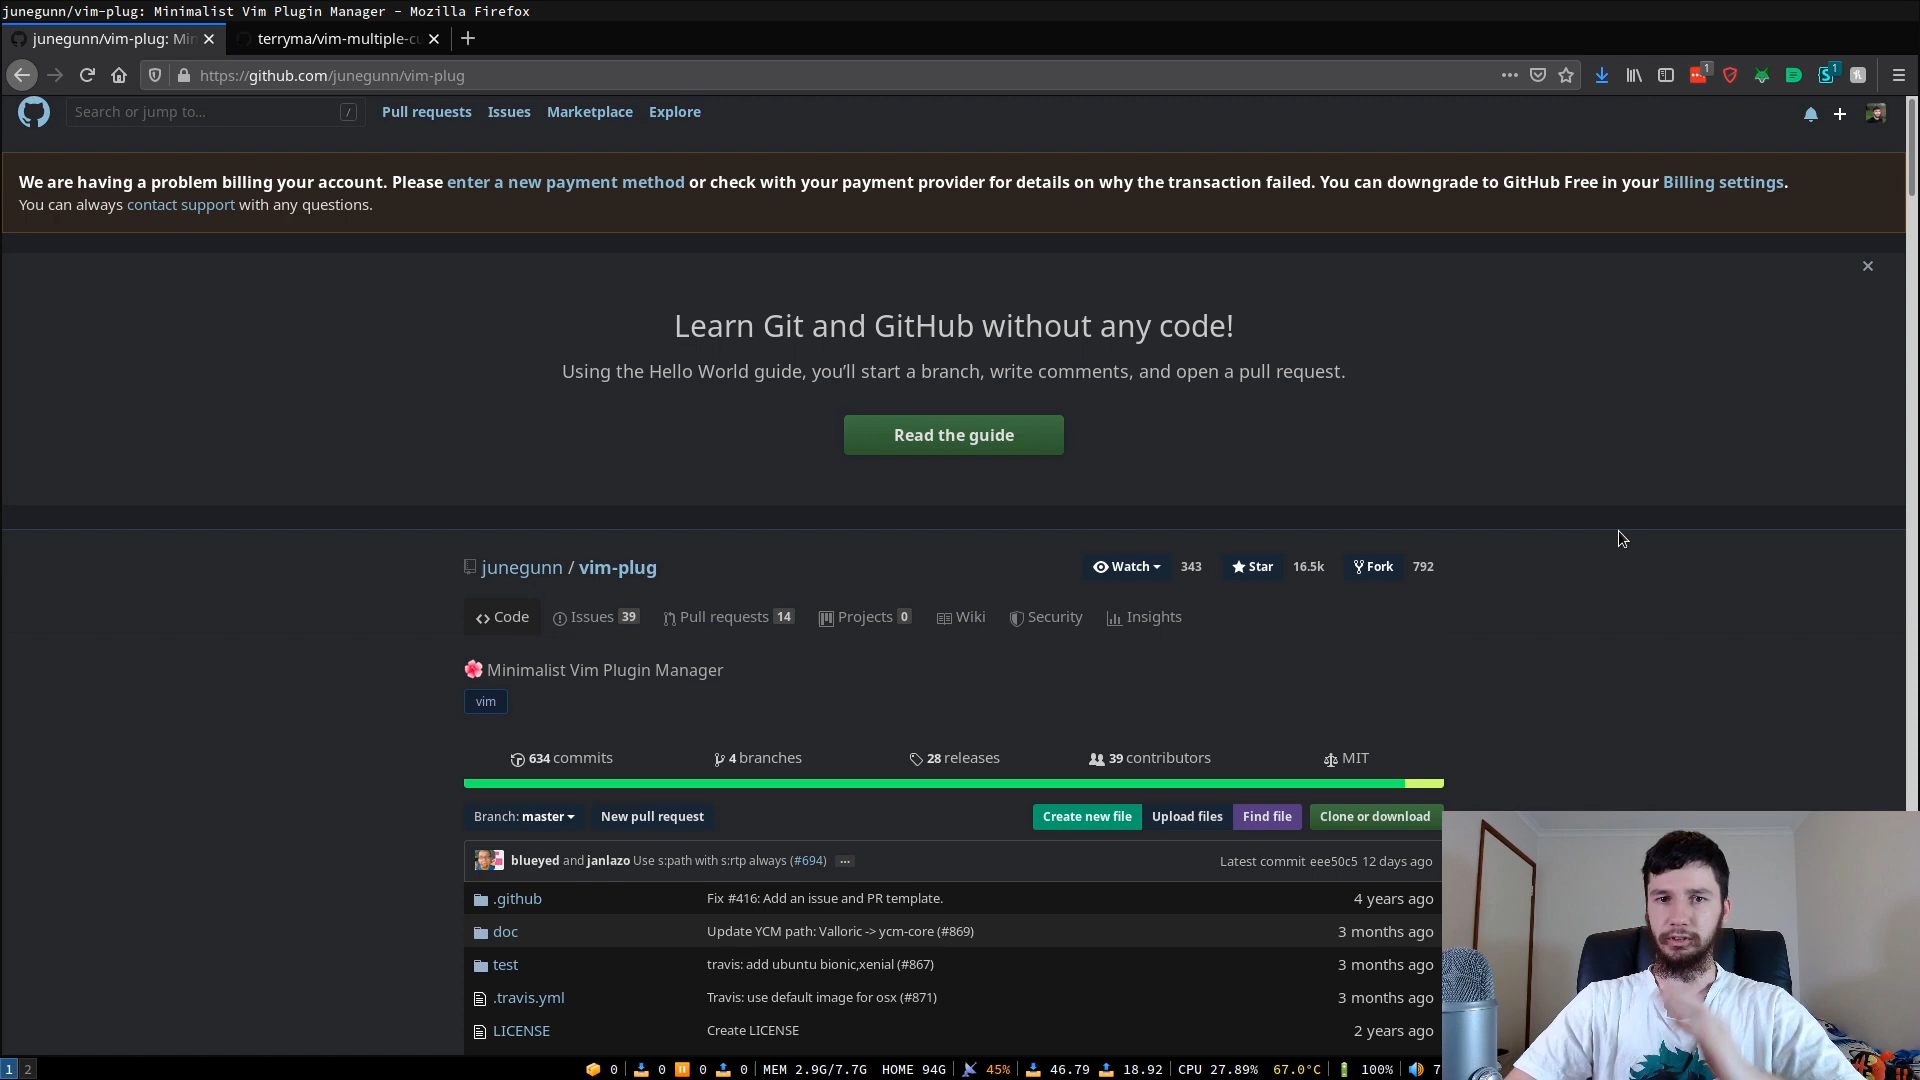 junegunn/vim-plug: Minimalist Vim Plugin Manager - Mozilla Firefox
junegunn/vim-plug: Min
terryma/vim-multiple-cu
https://github.com/junegunn/vim-plug
1
1
Search or jump to…
/
Pull requests
Issues
Marketplace
Explore
We are having a problem billing your account. Please enter a new payment method or check with your payment provider for details on why the transaction failed. You can downgrade to GitHub Free in your Billing settings.
You can always contact support with any questions.
Learn Git and GitHub without any code!
Using the Hello World guide, you’ll start a branch, write comments, and open a pull request.
Read the guide
junegunn / vim-plug
Watch 343
Star 16.5k
Fork 792
Code
Issues 39
Pull requests 14
Projects 0
Wiki
Security
Insights
Minimalist Vim Plugin Manager
vim
634 commits
4 branches
28 releases
39 contributors
MIT
Branch: master
New pull request
Create new file
Upload files
Find file
Clone or download
blueyed and janlazo Use s:path with s:rtp always (#694) …
Latest commit eee50c5 12 days ago
.github Fix #416: Add an issue and PR template. 4 years ago
doc Update YCM path: Valloric -> ycm-core (#869) 3 months ago
test travis: add ubuntu bionic,xenial (#867) 3 months ago
.travis.yml Travis: use default image for osx (#871) 3 months ago
LICENSE Create LICENSE 2 years ago
1 2
0 0 0 0 MEM 2.9G/7.7G HOME 94G 45% 46.79 18.92 CPU 27.89% 67.0°C 100% 7